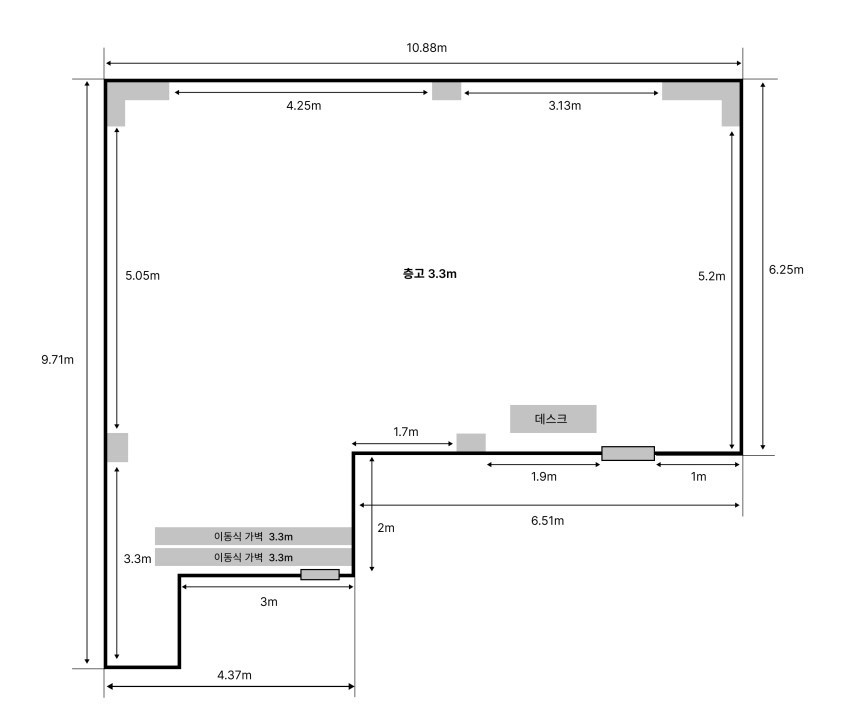 10.88m
4.25m
3.13m
5.05m
층고 3.3m
5.2m
6.25m
9.71m
데스크
1.7m
1.9m
1m
6.51m
2m
이동식 가벽 3.3m
이동식 가벽 3.3m
3.3m
3m
4.37m